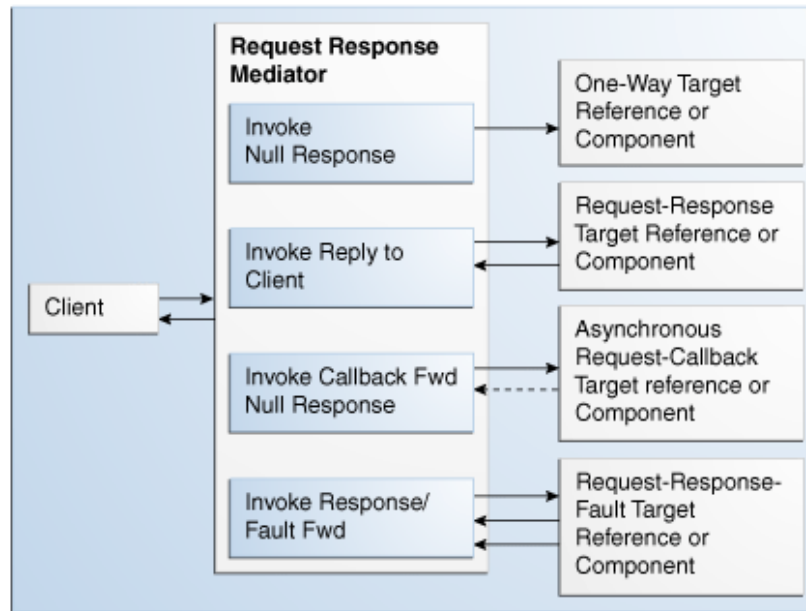 Request Response
Mediator
Invoke
Null Response
One-Way Target
Reference or
Component
Invoke Reply to
Client
Request-Response
Target Reference or
Component
Client
Invoke Callback Fwd
Null Response
Asynchronous
Request-Callback
Target reference or
Component
Invoke Response/
Fault Fwd
Request-Response-
Fault Target
Reference or
Component